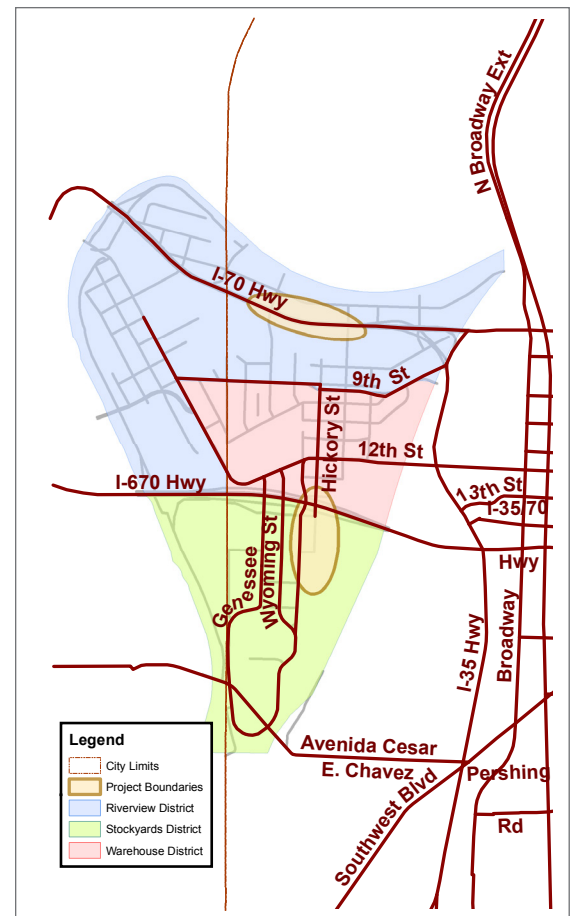 N Broadway Ext
I-70 Hwy
9th St
Hickory St
12th St
I-670 Hwy
13th St
I-35/70
Hwy
Genessee
Wyoming St
I-35 Hwy
Broadway
Avenida Cesar
E. Chavez
Pershing
Rd
Southwest Blvd
Legend
City Limits
Project Boundaries
Riverview District
Stockyards District
Warehouse District